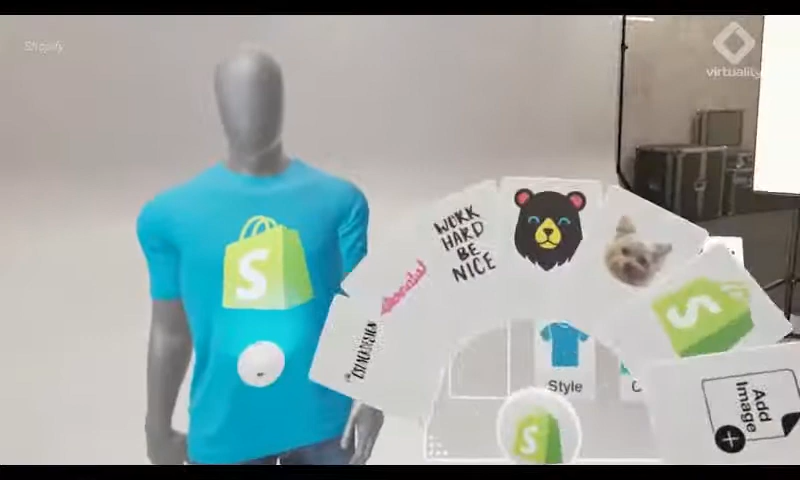 Shopify
virtuality
S
WORK
HARD
BE
NICE
S
Style
Add
Image
S